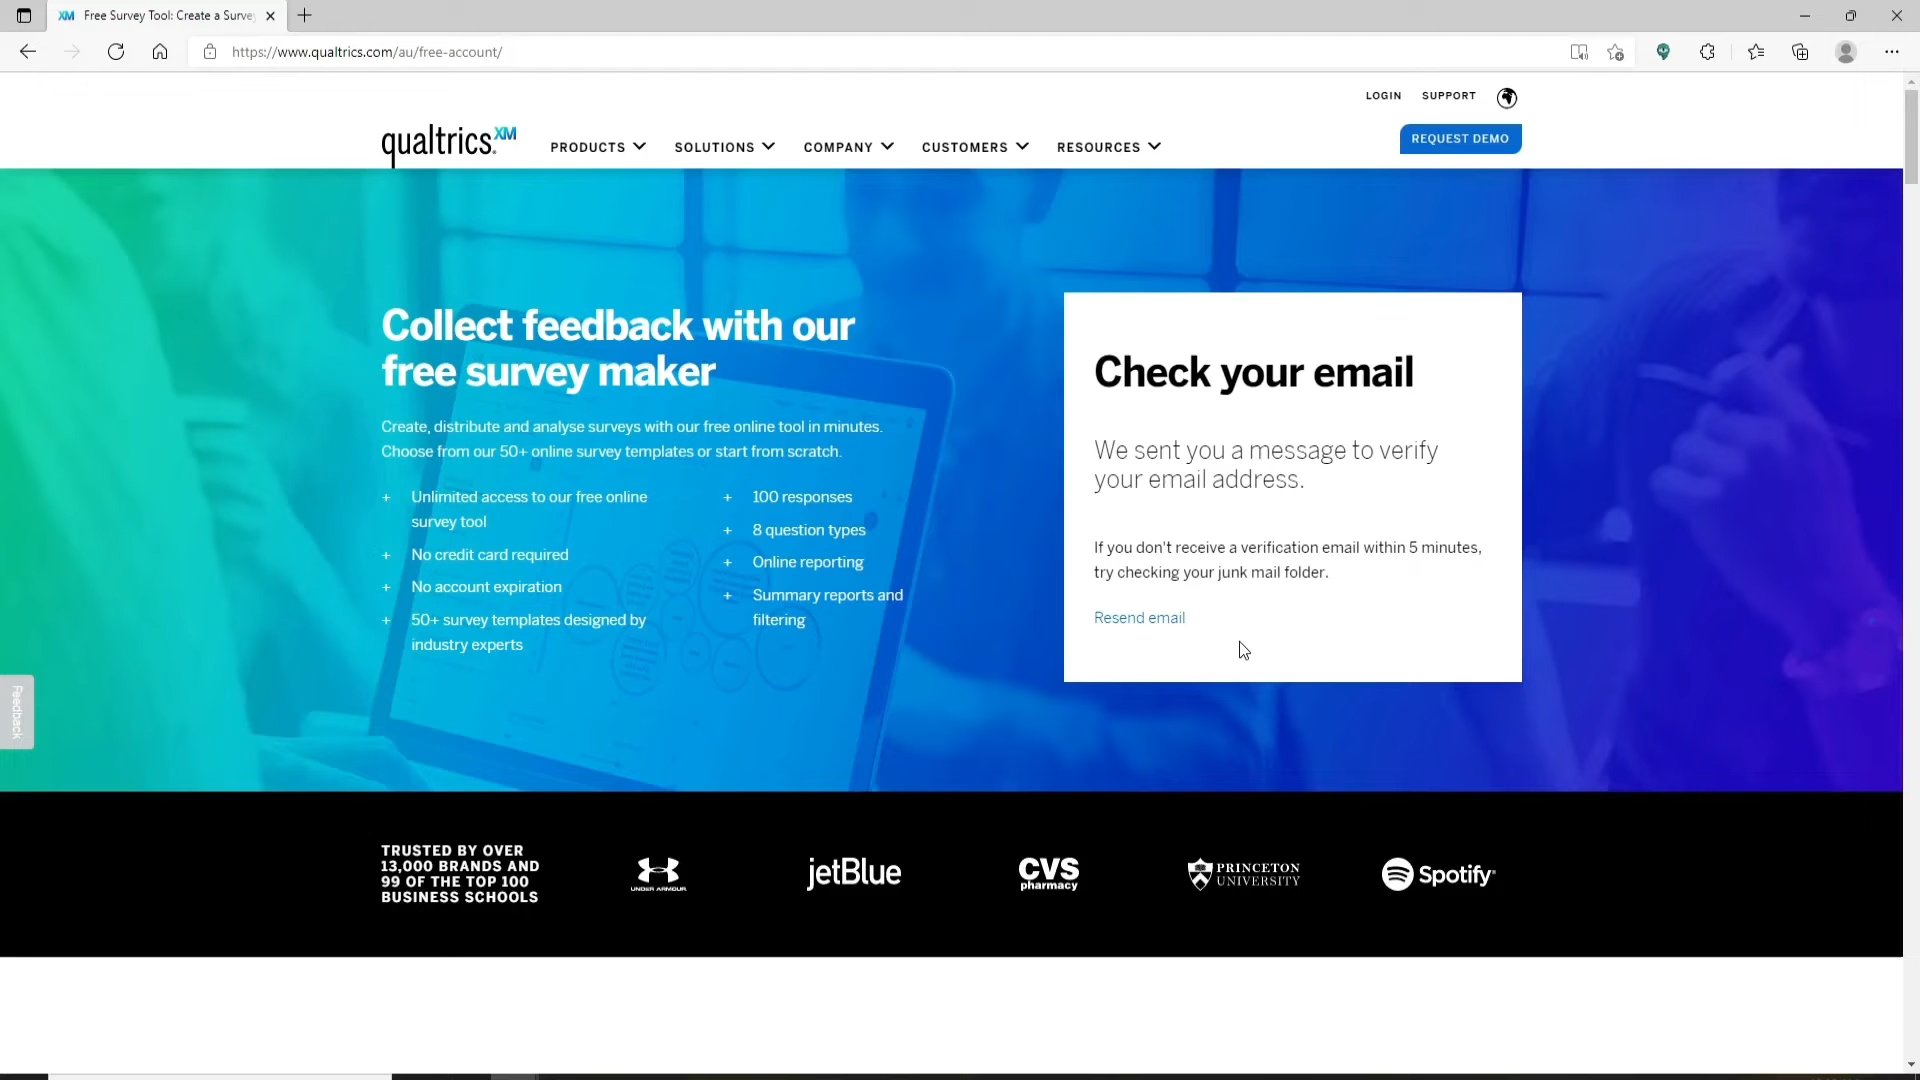 Free Survey Tool: Create a Surve
https://www.qualtrics.com/au/free-account/
LOGIN SUPPORT
qualtrics.XM PRODUCTS SOLUTIONS COMPANY CUSTOMERS RESOURCES REQUEST DEMO
Collect feedback with our
free survey maker
Create, distribute and analyse surveys with our free online tool in minutes.
Choose from our 50+ online survey templates or start from scratch.
+ Unlimited access to our free online
survey tool
+ No credit card required
+ No account expiration
+ 50+ survey templates designed by
industry experts
+ 100 responses
+ 8 question types
+ Online reporting
+ Summary reports and
filtering
Check your email
We sent you a message to verify
your email address.
If you don't receive a verification email within 5 minutes,
try checking your junk mail folder.
Resend email
Feedback
TRUSTED BY OVER
13,000 BRANDS AND
99 OF THE TOP 100
BUSINESS SCHOOLS
UNDER ARMOUR
jetBlue
CVS
pharmacy
PRINCETON
UNIVERSITY
Spotify